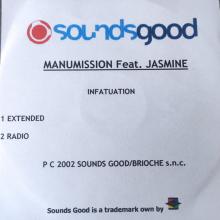 soundsgood
MANUMISSION Feat. JASMINE
INFATUATION
1 EXTENDED
2 RADIO
P C 2002 SOUNDS GOOD/BRIOCHE s.n.c.
Sounds Good is a trademark own by